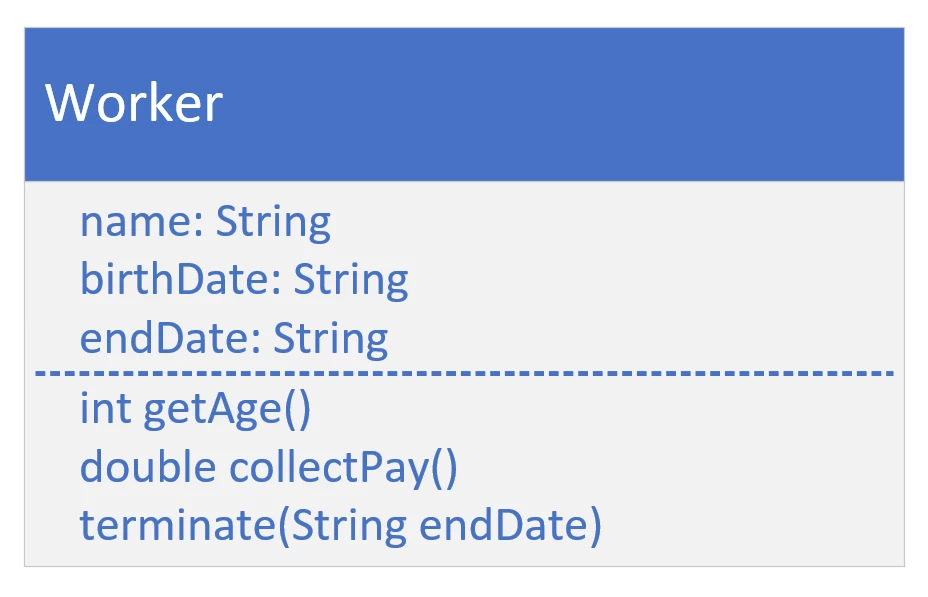 Worker
name: String
birthDate: String
endDate: String
int getAge()
double collectPay()
terminate(String endDate)